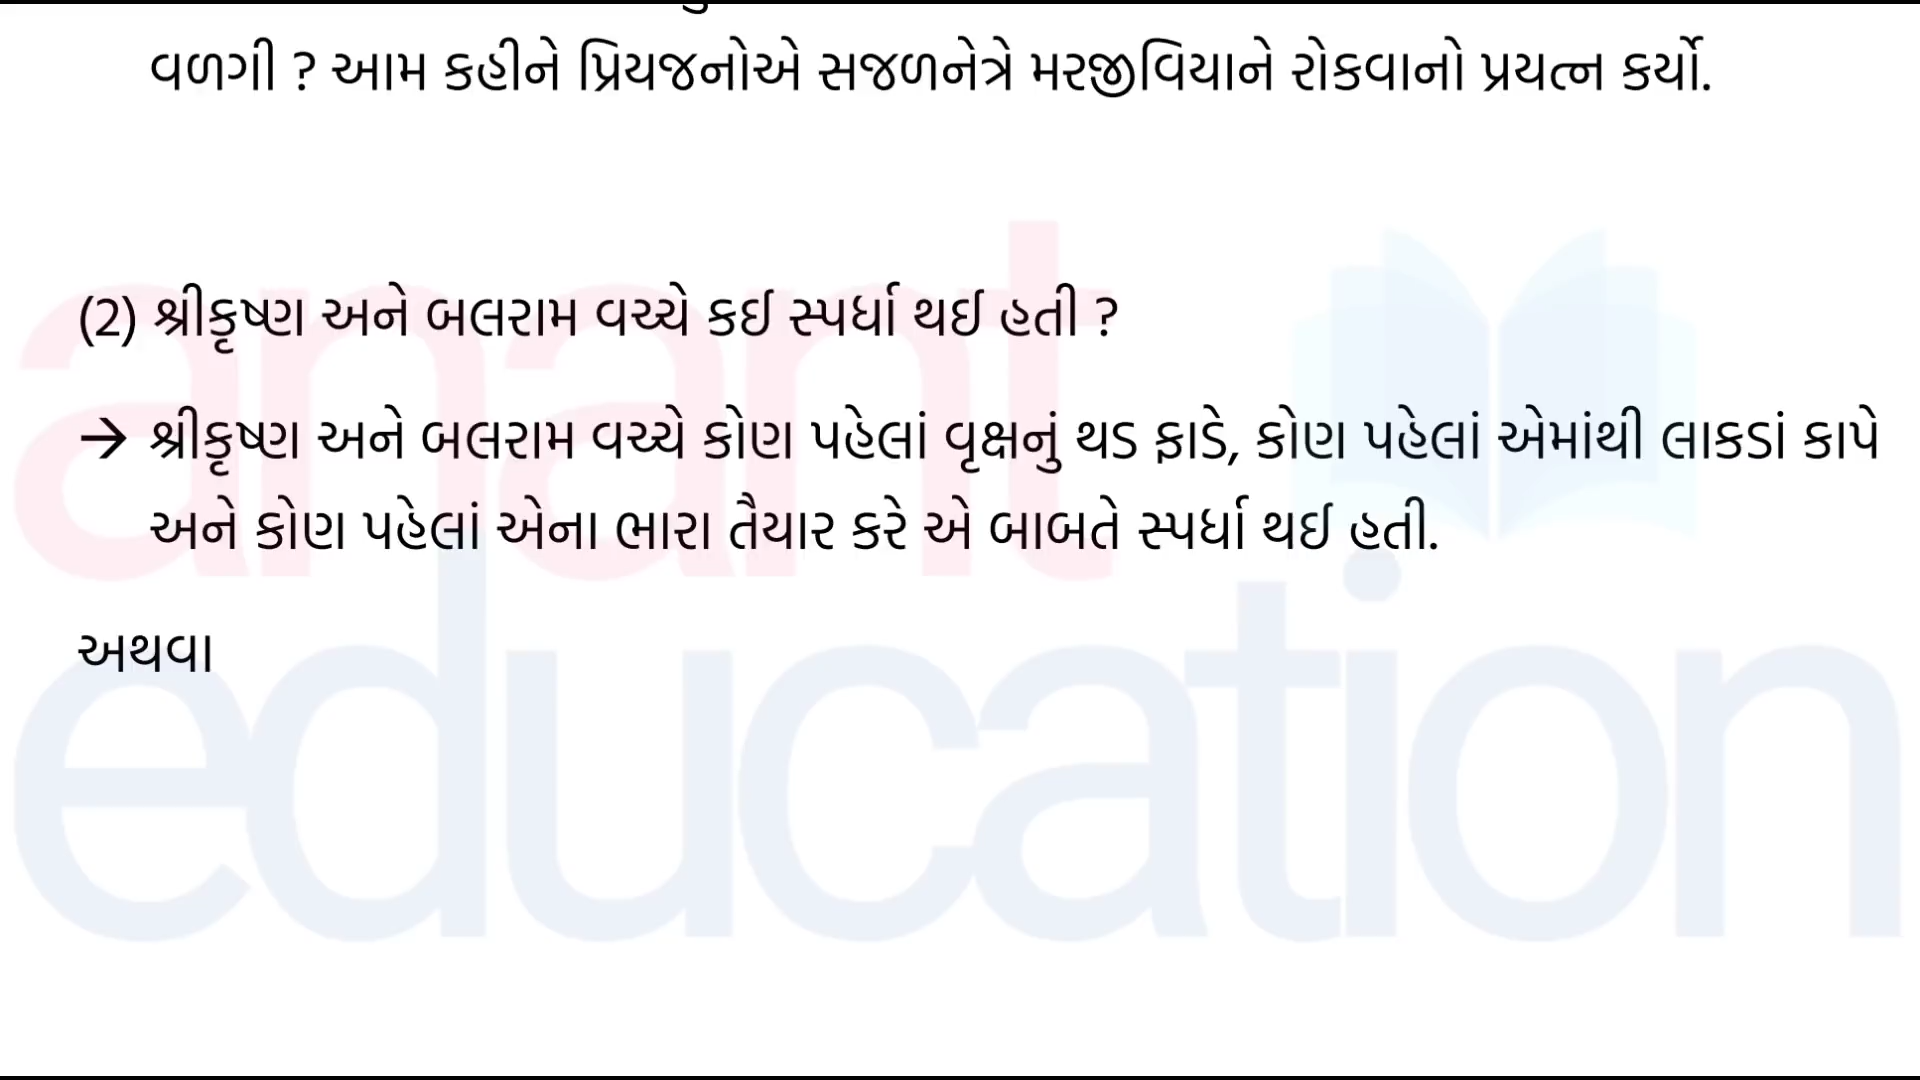 વળગી ? આમ કહીને પ્રિયજનોએ સજળનેત્રે મરજીવિયાને રોકવાનો પ્રયત્ન કર્યો.
(2) શ્રીકૃષ્ણ અને બલરામ વચ્ચે કઈ સ્પર્ધા થઈ હતી ?
→ શ્રીકૃષ્ણ અને બલરામ વચ્ચે કોણ પહેલાં વૃક્ષનું થડ ફાડે, કોણ પહેલાં એમાંથી લાકડાં કાપે
અને કોણ પહેલાં એના ભારા તૈયાર કરે એ બાબતે સ્પર્ધા થઈ હતી.
અથવા
anant
education